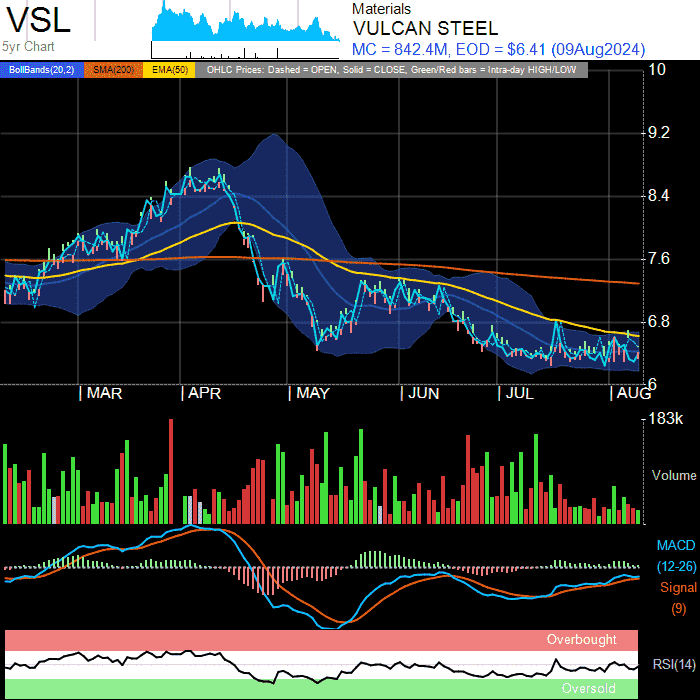 VSL
5yr Chart
Materials
VULCAN STEEL
MC = 842.4M, EOD = $6.41 (09Aug2024)
BollBands(20,2) SMA(200) EMA(50) OHLC Prices: Dashed = OPEN, Solid = CLOSE, Green/Red bars = Intra-day HIGH/LOW
10
9.2
8.4
7.6
6.8
6
MAR APR MAY JUN JUL AUG
183k
Volume
MACD
(12-26)
Signal
(9)
Overbought
RSI(14)
Oversold